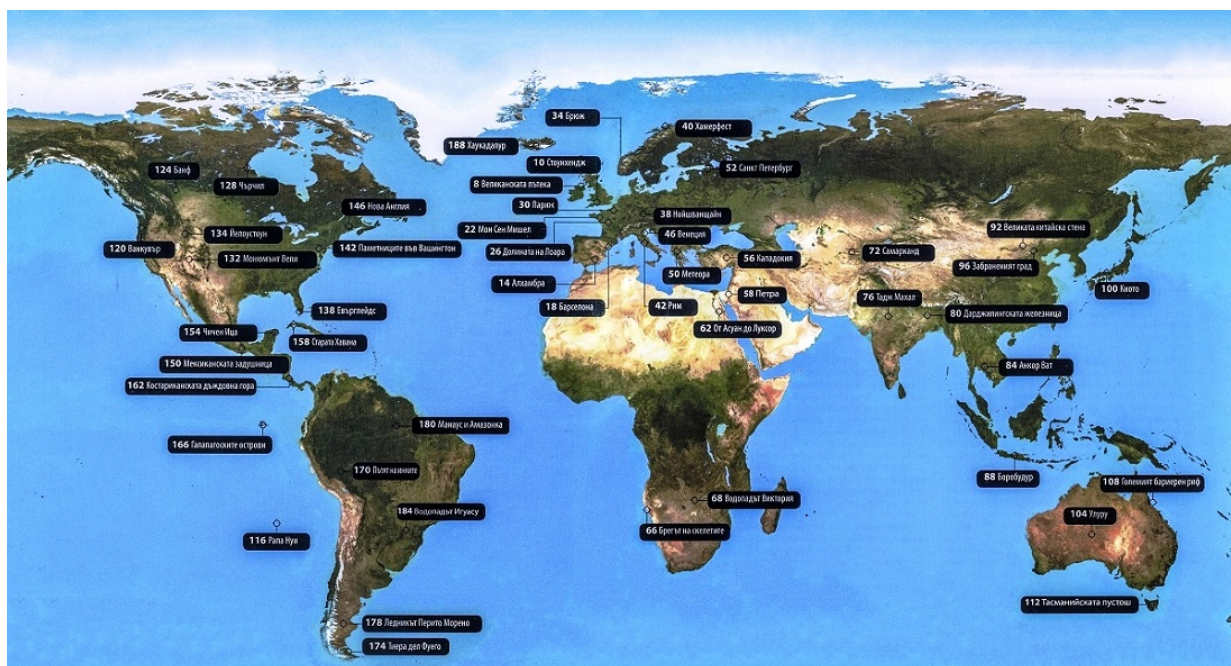 34 Брюж
40 Хамерфест
188 Хаукадалур
10 Стоунхендж
52 Санкт Петербург
124 Банф
128 Чърчил
8 Великанската пътека
146 Нова Англия
30 Париж
38 Нойшванщайн
134 Йелоустоун
22 Мон Сен Мишел
46 Венеция
92 Великата китайска стена
120 Ванкувър
142 Паметниците във Вашингтон
26 Долината на Лоара
56 Кападокия
72 Самарканд
132 Монюмънт Вели
96 Забраненият град
50 Метеора
14 Алхамбра
100 Киото
58 Петра
76 Тадж Махал
138 Евърглейдс
18 Барселона
42 Рим
80 Дарджилингската железница
154 Чичен Ица
62 От Асуан до Луксор
158 Старата Хавана
150 Мексиканската задушница
84 Анкор Ват
162 Костариканската дъждовна гора
180 Манаус и Амазонка
166 Галапагоските острови
170 Пътят на инките
88 Боробудур
108 Големият бариерен риф
68 Водопадът Виктория
184 Водопадът Игуасу
104 Улуру
66 Брегът на скелетите
116 Рапа Нуи
112 Тасманийската пустош
178 Ледникът Перито Морено
174 Тиера дел Фуего